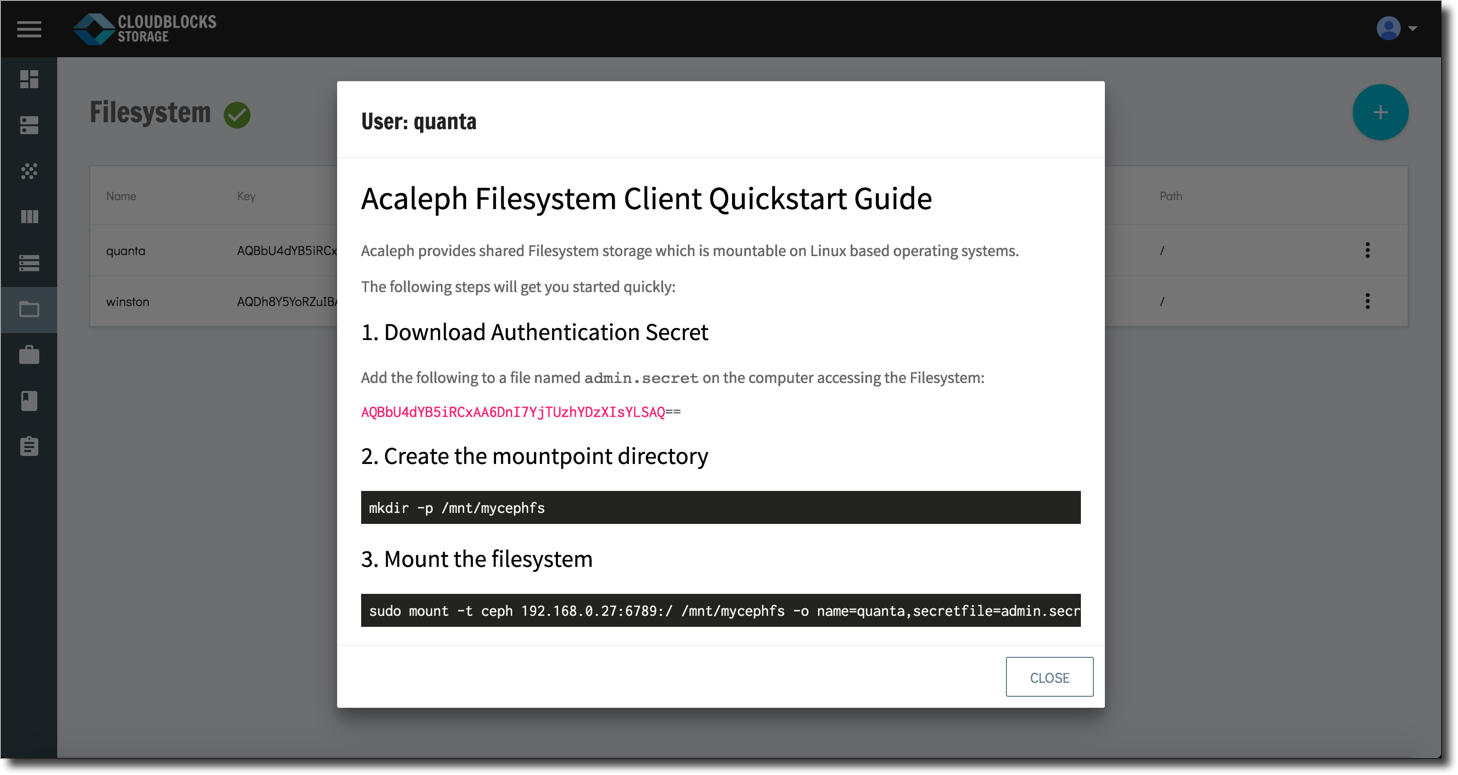 CLOUDBLOCKS
STORAGE
Filesystem
Name Key Path
quanta AQBbU4dYB5iRCx /
winston AQDh8Y5YoRZuIBA /
User: quanta
Acaleph Filesystem Client Quickstart Guide
Acaleph provides shared Filesystem storage which is mountable on Linux based operating systems.
The following steps will get you started quickly:
1. Download Authentication Secret
Add the following to a file named admin.secret on the computer accessing the Filesystem:
AQBbU4dYB5iRCxAA6DnI7YjTUzhYDzXIsYLSAQ==
2. Create the mountpoint directory
mkdir -p /mnt/mycephfs
3. Mount the filesystem
sudo mount -t ceph 192.168.0.27:6789:/ /mnt/mycephfs -o name=quanta,secretfile=admin.secr
CLOSE